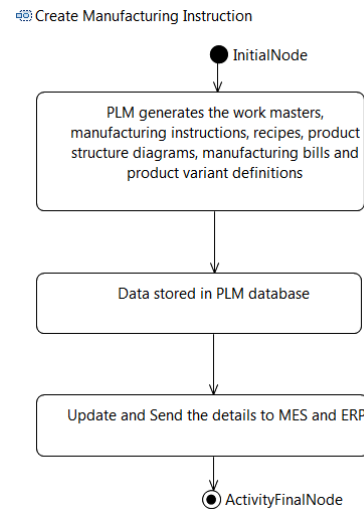 Create Manufacturing Instruction
InitialNode
PLM generates the work masters,
manufacturing instructions, recipes, product
structure diagrams, manufacturing bills and
product variant definitions
Data stored in PLM database
Update and Send the details to MES and ERP
ActivityFinalNode